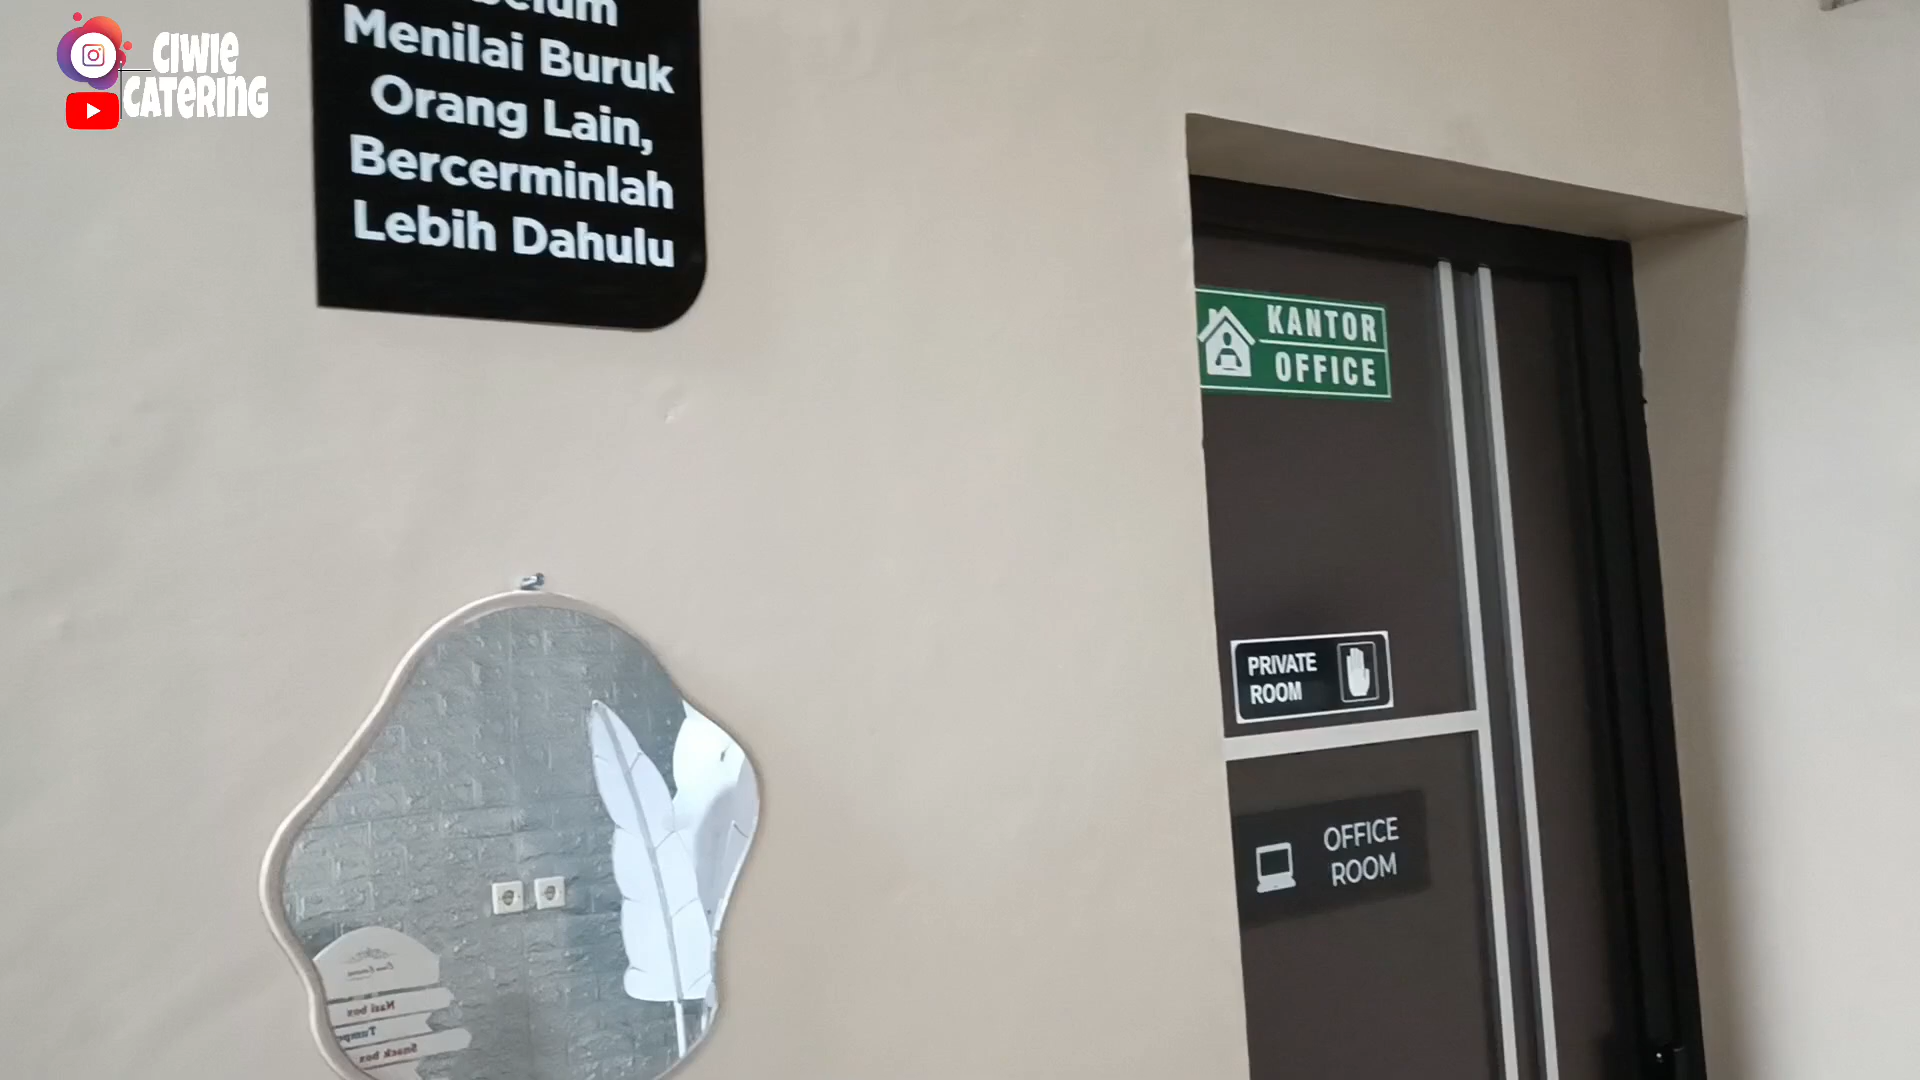 CIWIE
CATERING
Menilai Buruk
Orang Lain,
Bercerminlah
Lebih Dahulu
KANTOR
OFFICE
PRIVATE
ROOM
OFFICE
ROOM
Nasi box
Snack box